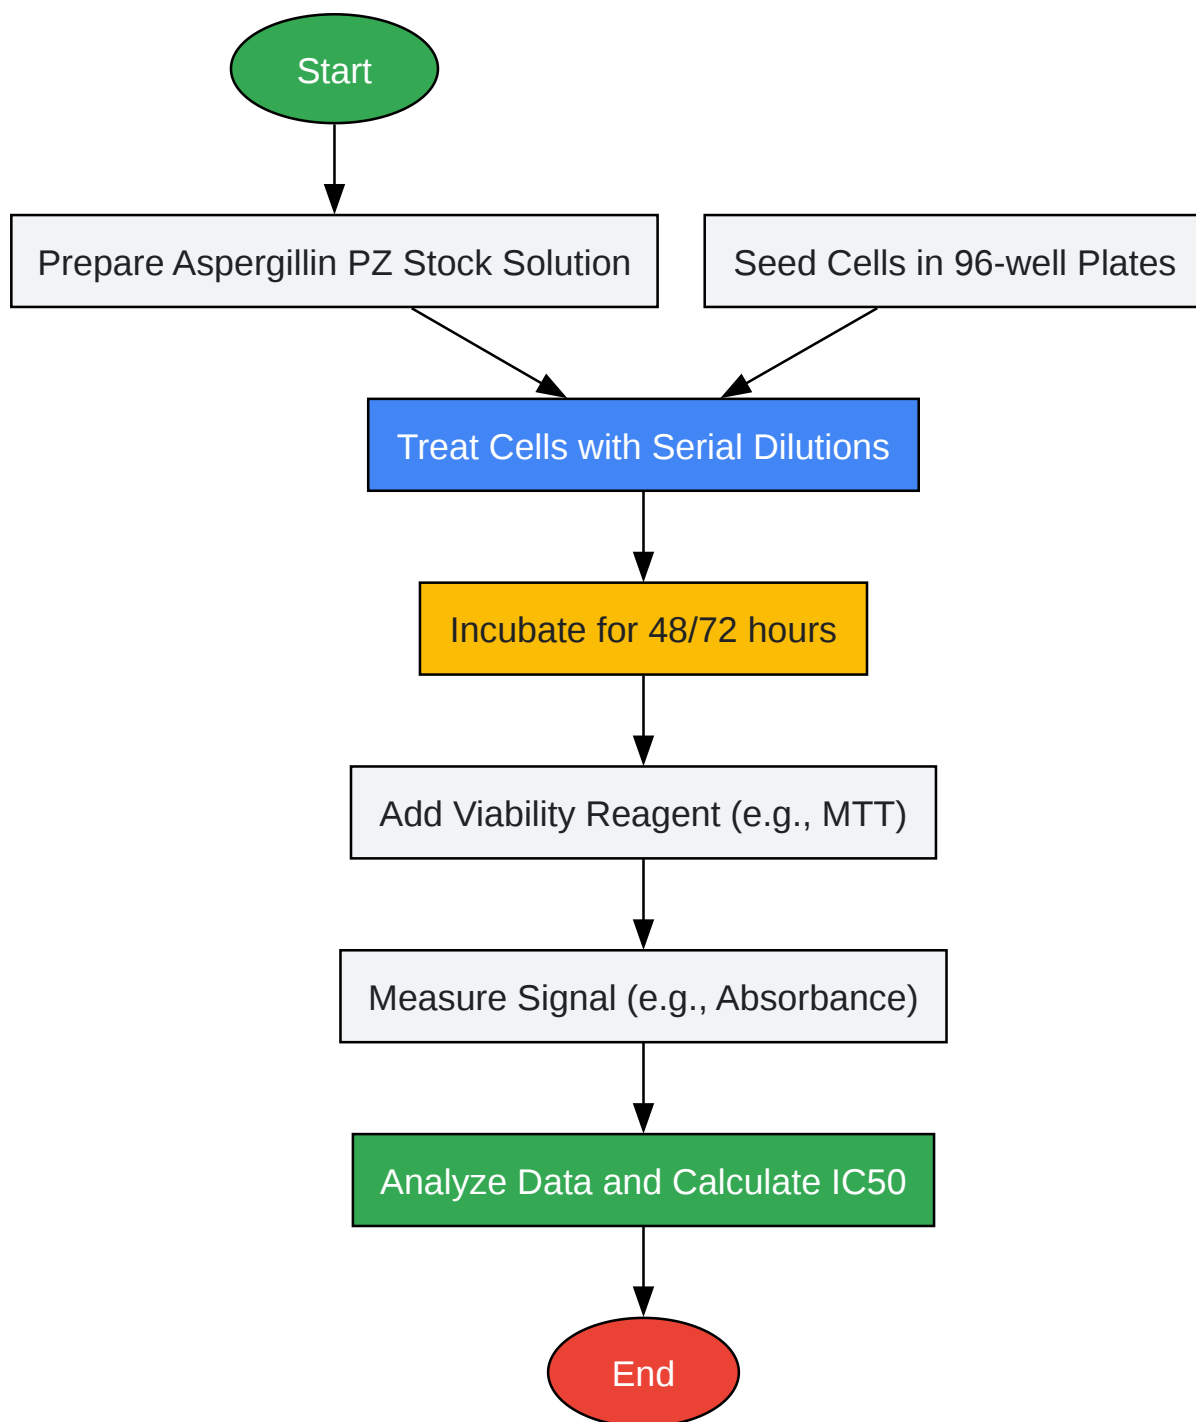 Start
Prepare Aspergillin PZ Stock Solution
Seed Cells in 96-well Plates
Treat Cells with Serial Dilutions
Incubate for 48/72 hours
Add Viability Reagent (e.g., MTT)
Measure Signal (e.g., Absorbance)
Analyze Data and Calculate IC50
End